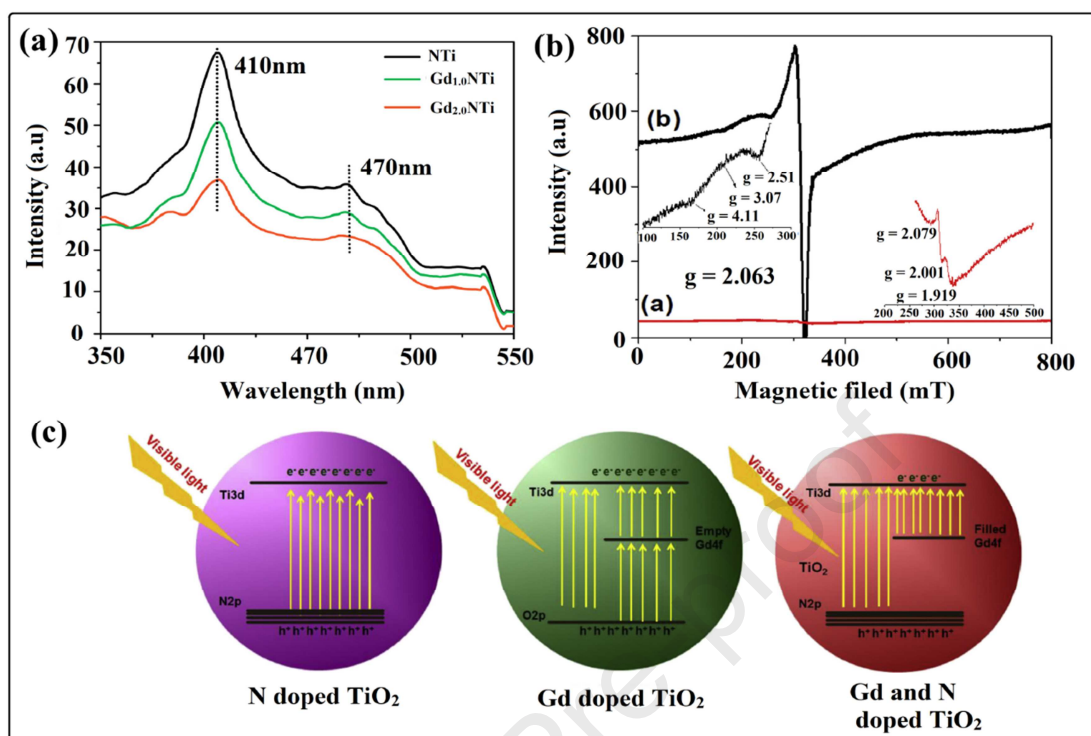 (a)
70
60
50
40
30
20
10
0
Intensity (a.u)
410nm
470nm
NTi
Gd1.0NTi
Gd2.0NTi
350
400
500
550
Wavelength (nm)
(b)
800
600
400
200
0
Intensity (a.u)
(b)
g = 2.51
g = 3.07
g = 4.11
100 150 200 250 300
g = 2.063
(a)
g = 2.079
g = 2.001
g = 1.919
200 250 300 350 400 450 500
0 200 400 600 800
Magnetic filed (mT)
(c)
Visible light
Ti3d
e- e- e- e- e- e- e-
N2p
h+ h+ h+ h+ h+ h+ h+
N doped TiO2
Visible light
Ti3d
e- e- e- e- e- e- e-
Empty
Gd4f
O2p
h+ h+ h+ h+ h+ h+ h+
Gd doped TiO2
Visible light
Ti3d
e- e- e- e-
Filled
Gd4f
TiO2
N2p
h+ h+ h+ h+ h+ h+ h+
Gd and N
doped TiO2
Pre proof